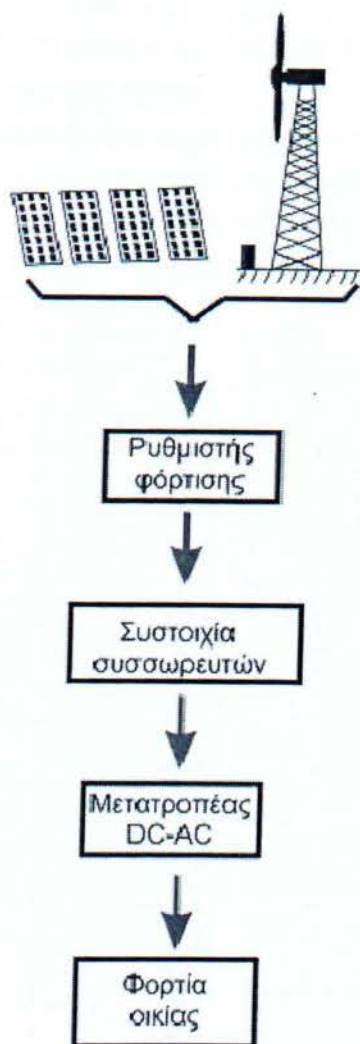 Ρυθμιστής
φόρτισης
Συστοιχία
συσσωρευτών
Μετατροπέας
DC-AC
Φορτία
οικίας